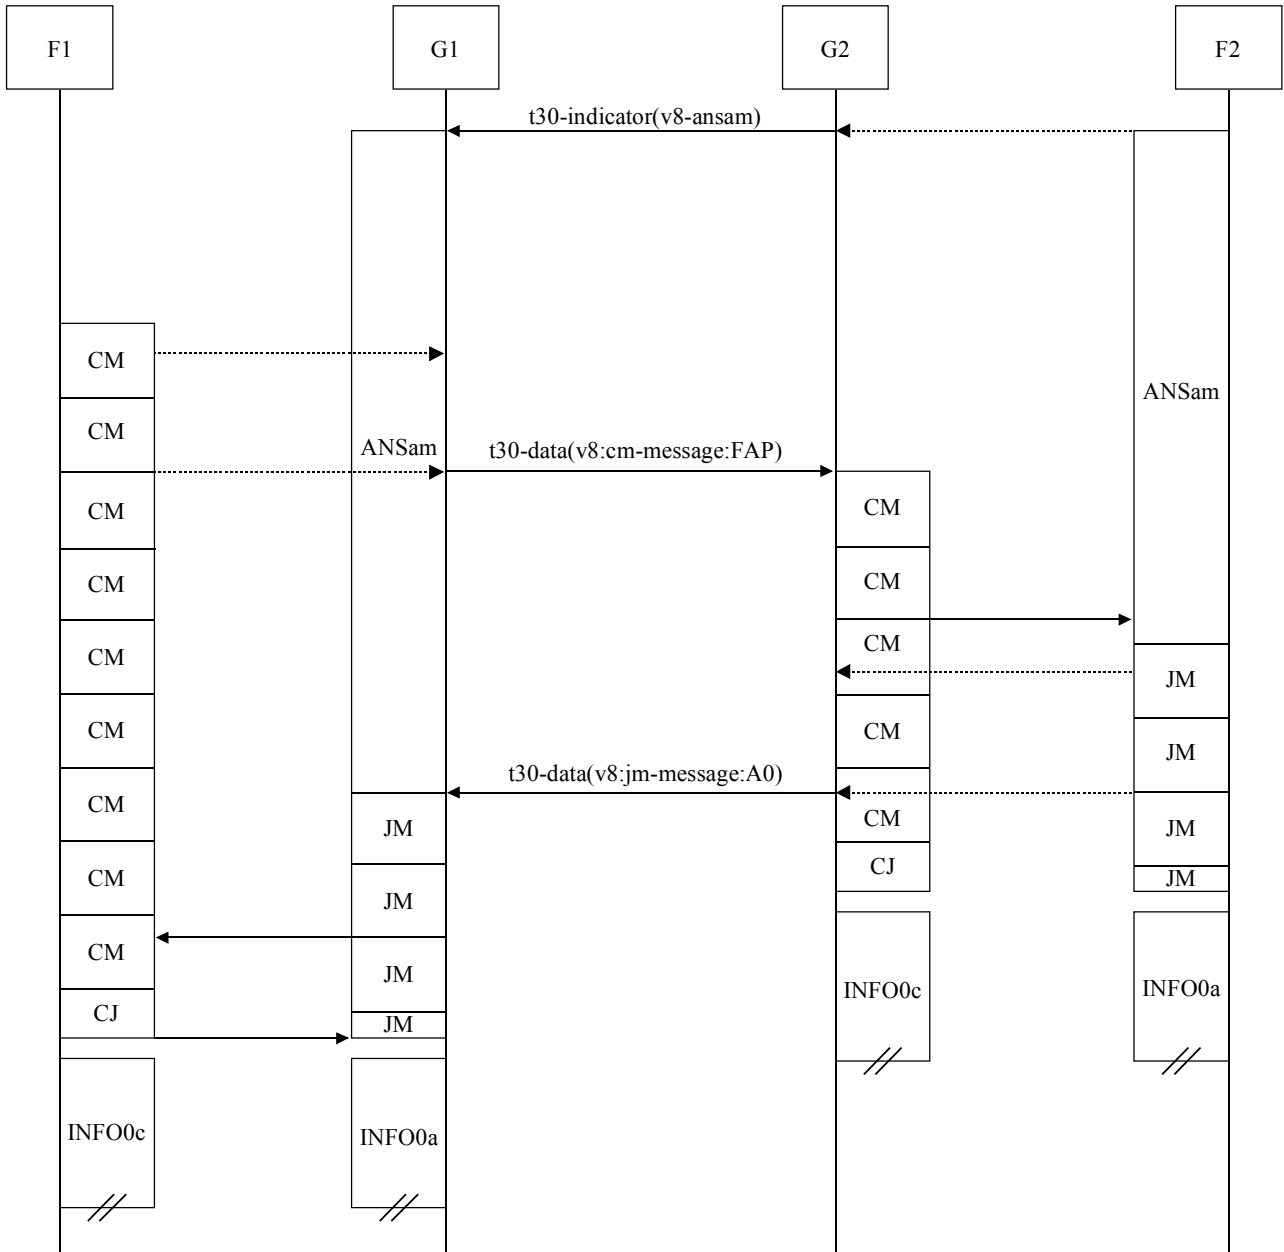 F1
G1
G2
F2
t30-indicator(v8-ansam)
CM
ANSam
CM
ANSam
t30-data(v8:cm-message:FAP)
CM
CM
CM
CM
CM
CM
JM
CM
CM
JM
t30-data(v8:jm-message:A0)
CM
CM
JM
JM
CM
CJ
CM
JM
JM
CM
JM
INFO0c
INFO0a
CJ
JM
INFO0c
INFO0a